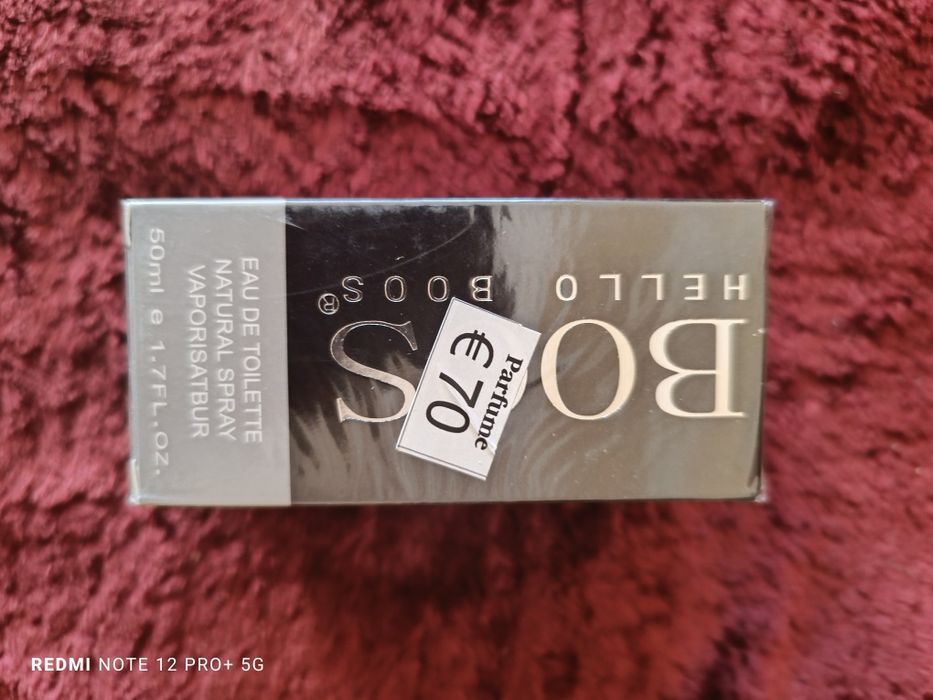 BO S
HELLO BOOS®
Parfume
€ 70
EAU DE TOILETTE
NATURAL SPRAY
VAPORISATBUR
50ml e 1.7FL.OZ.
REDMI NOTE 12 PRO+ 5G